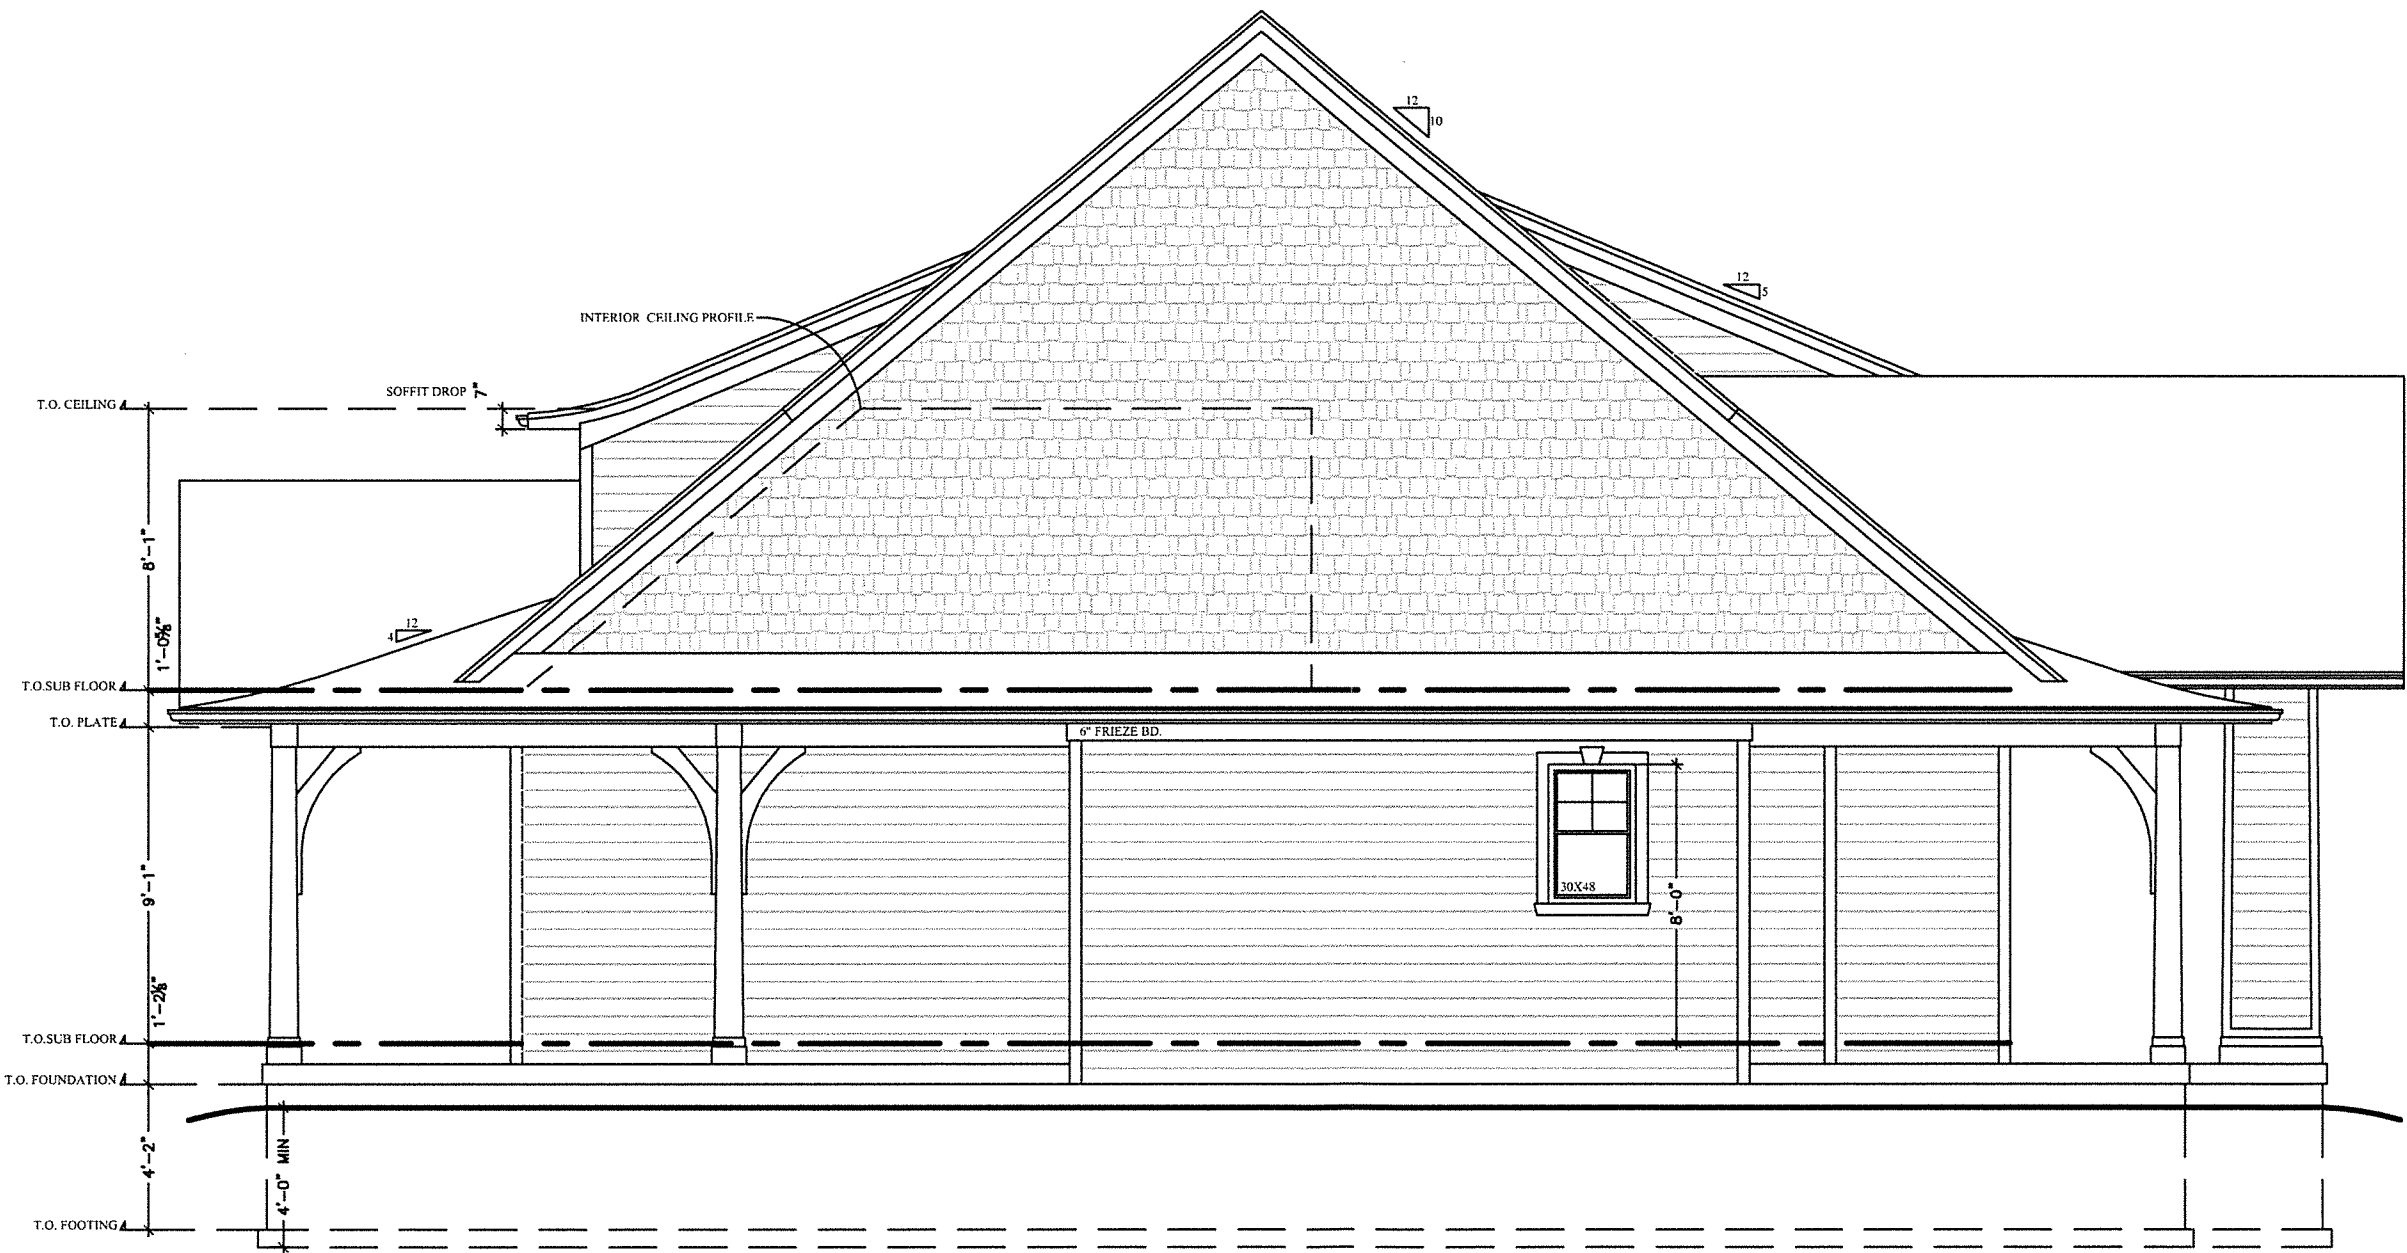 12
10
12
5
INTERIOR CEILING PROFILE
SOFFIT DROP 7"
T.O. CEILING
8'-1"
12
4
1'-0⅝"
T.O.SUB FLOOR
T.O. PLATE
6" FRIEZE BD.
30X48
8'-0"
9'-1"
1'-2⅛"
T.O.SUB FLOOR
T.O. FOUNDATION
4'-2"
4'-0" MIN
T.O. FOOTING